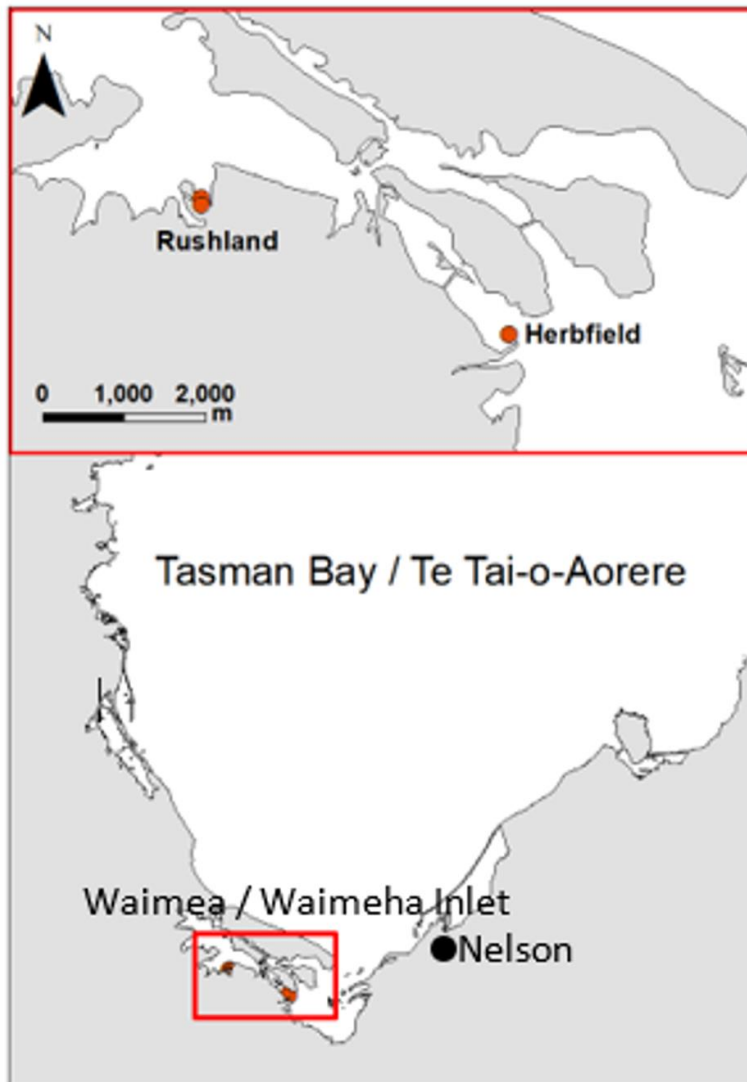 N
Rushland
Herbfield
0 1,000 2,000
m
Tasman Bay / Te Tai-o-Aorere
Waimea / Waimeha Inlet
Nelson